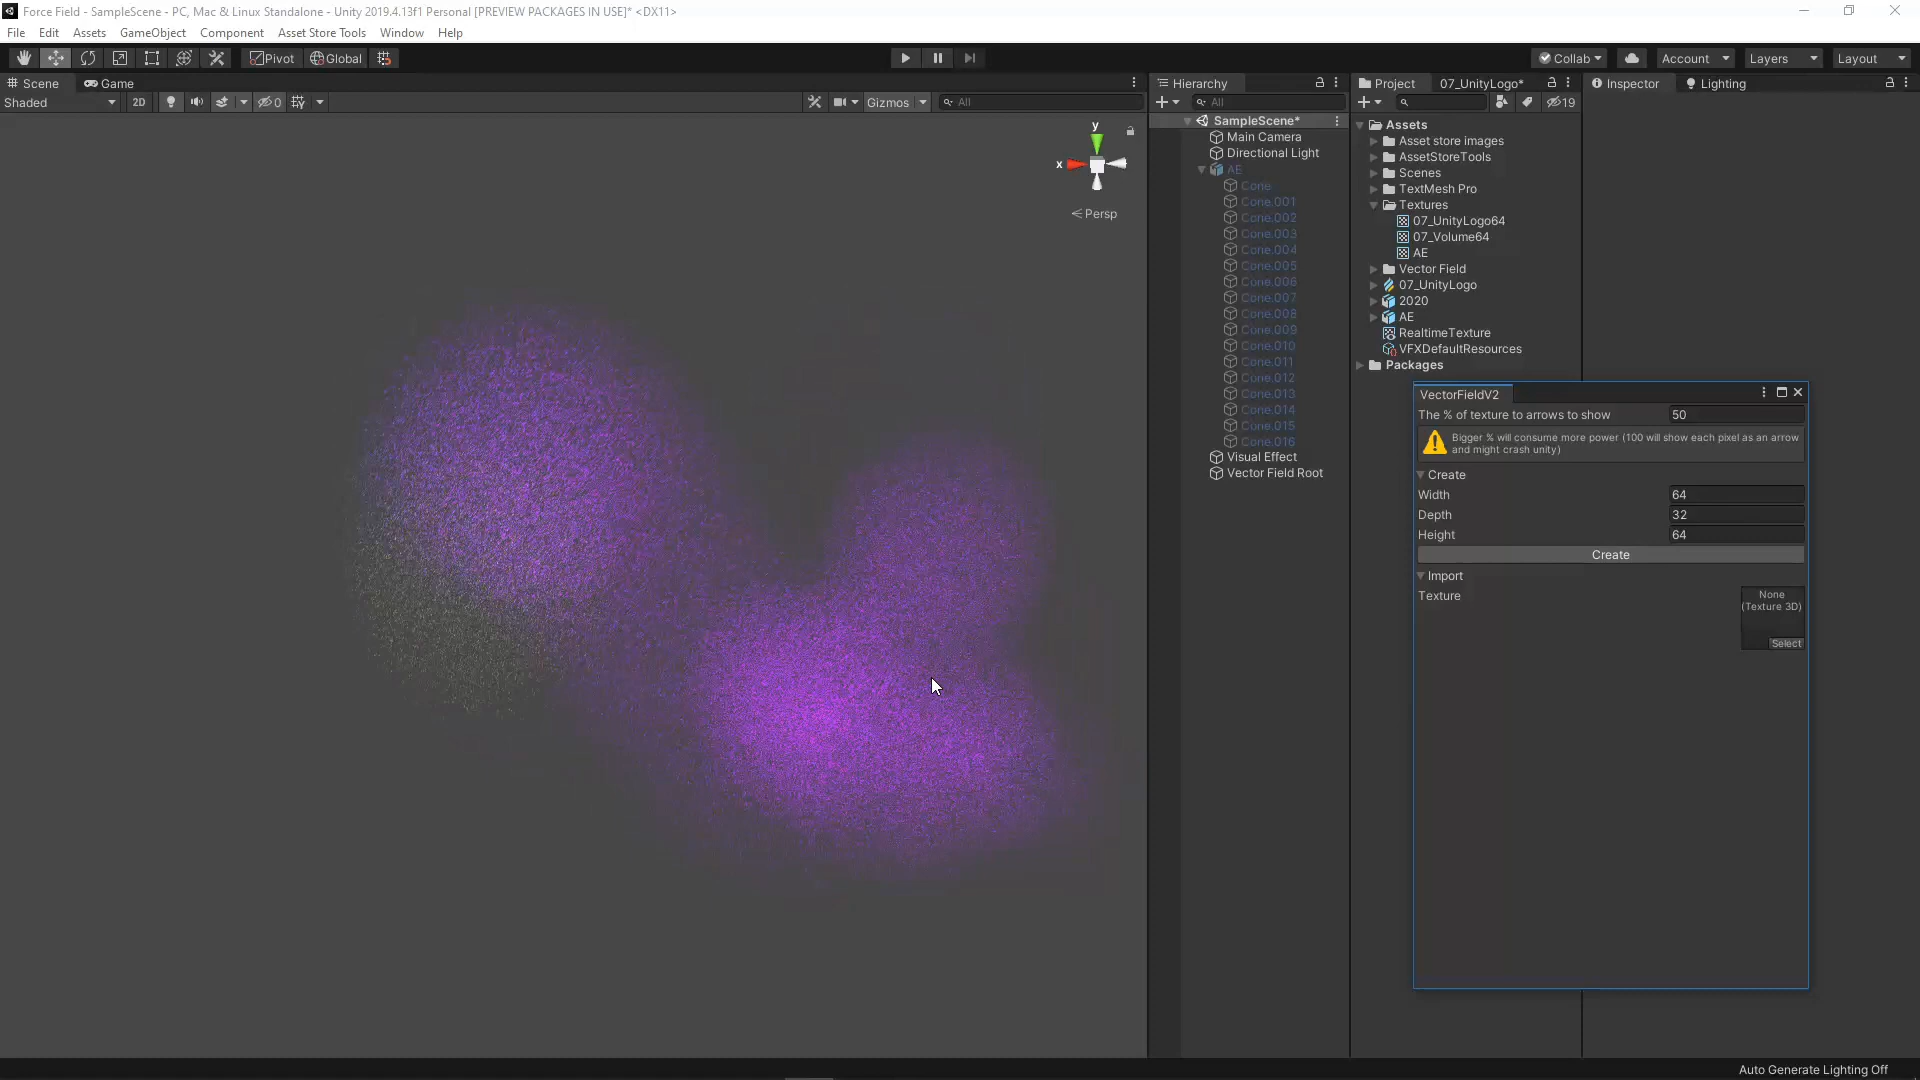 Force Field - SampleScene - PC, Mac & Linux Standalone - Unity 2019.4.13f1 Personal [PREVIEW PACKAGES IN USE]* <DX11>
File Edit Assets GameObject Component Asset Store Tools Window Help
Pivot Global Collab Account Layers Layout
Scene Game
Shaded 2D 0 Gizmos All
y
x
Persp
Hierarchy
All
SampleScene*
Main Camera
Directional Light
AE
Cone
Cone.001
Cone.002
Cone.003
Cone.004
Cone.005
Cone.006
Cone.007
Cone.008
Cone.009
Cone.010
Cone.011
Cone.012
Cone.013
Cone.014
Cone.015
Cone.016
Visual Effect
Vector Field Root
Project 07_UnityLogo*
19
Assets
Asset store images
AssetStoreTools
Scenes
TextMesh Pro
Textures
07_UnityLogo64
07_Volume64
AE
Vector Field
07_UnityLogo
2020
AE
RealtimeTexture
VFXDefaultResources
Packages
Inspector Lighting
VectorFieldV2
The % of texture to arrows to show 50
Bigger % will consume more power (100 will show each pixel as an arrow
and might crash unity)
Create
Width 64
Depth 32
Height 64
Create
Import
Texture
None
(Texture 3D)
Select
Auto Generate Lighting Off